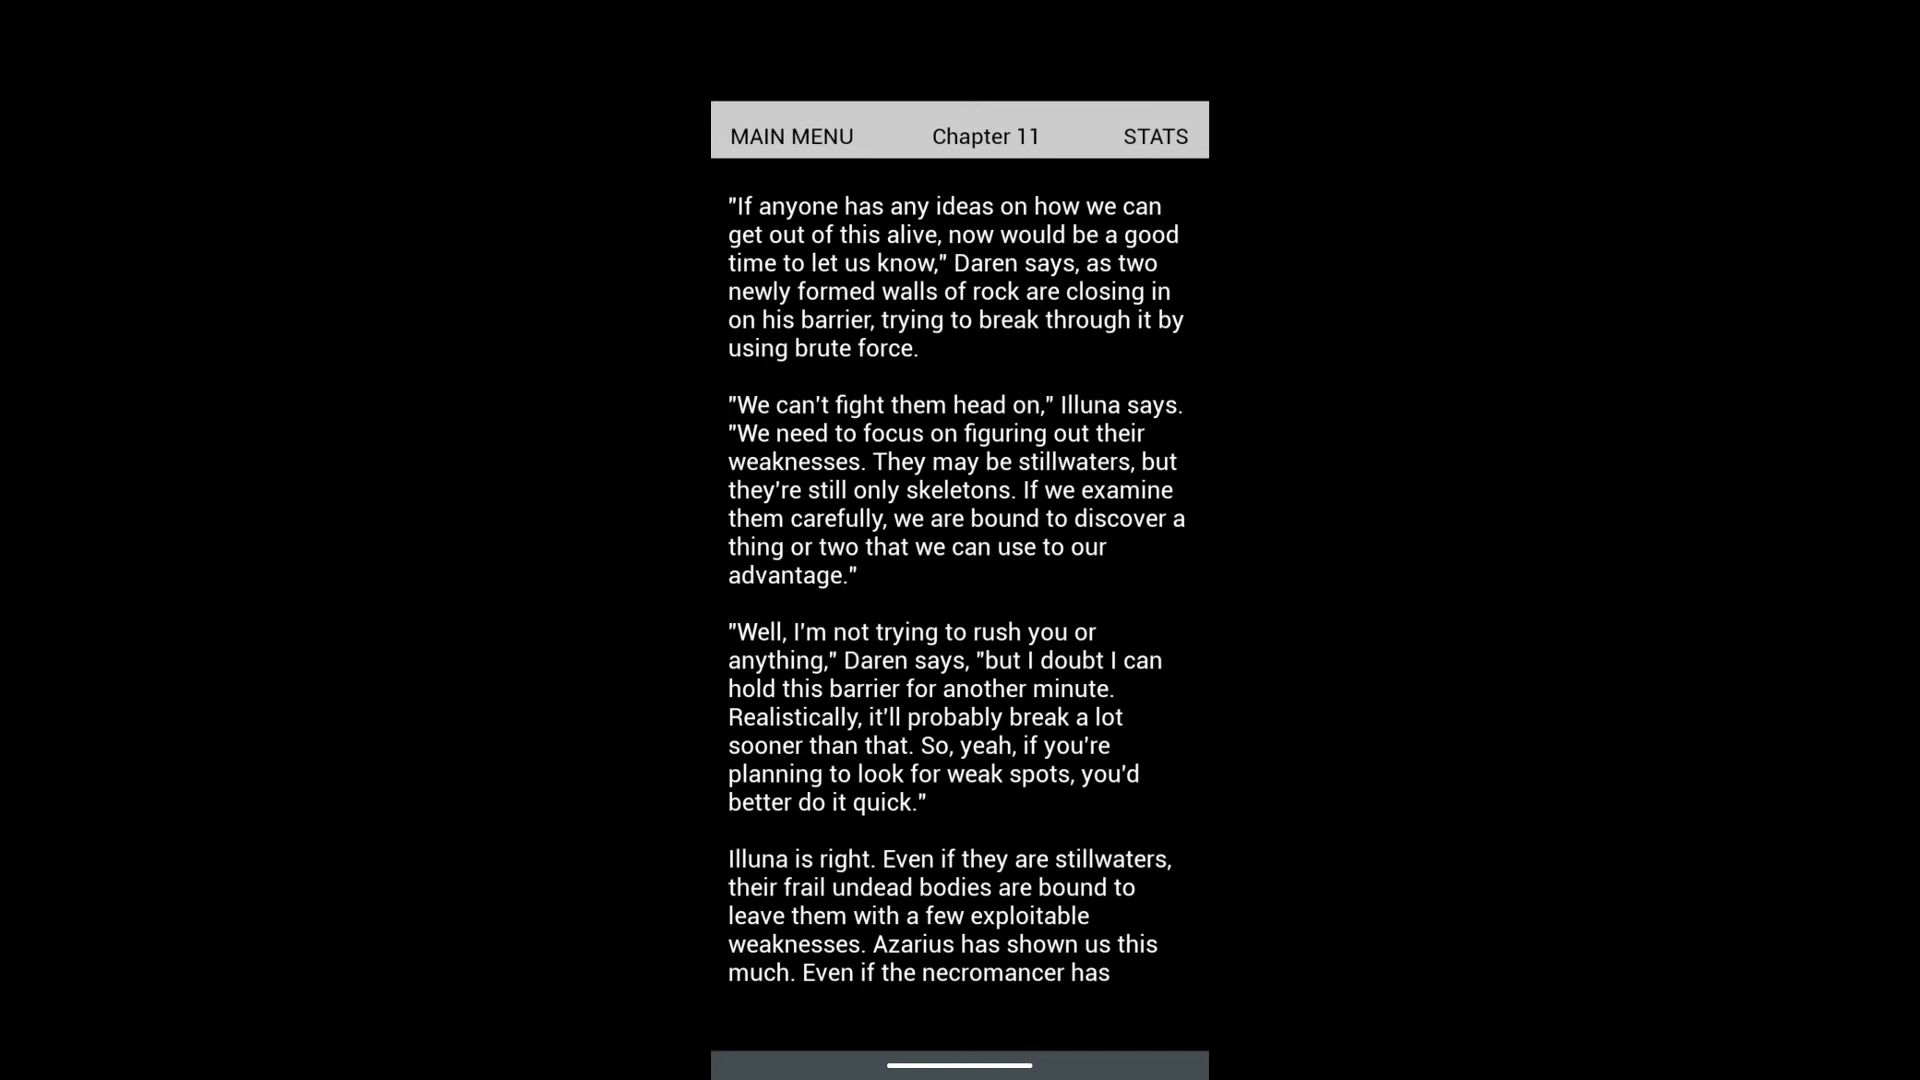 MAIN MENU Chapter 11 STATS
"If anyone has any ideas on how we can
get out of this alive, now would be a good
time to let us know," Daren says, as two
newly formed walls of rock are closing in
on his barrier, trying to break through it by
using brute force.
"We can't fight them head on," Illuna says.
"We need to focus on figuring out their
weaknesses. They may be stillwaters, but
they're still only skeletons. If we examine
them carefully, we are bound to discover a
thing or two that we can use to our
advantage."
"Well, I'm not trying to rush you or
anything," Daren says, "but I doubt I can
hold this barrier for another minute.
Realistically, it'll probably break a lot
sooner than that. So, yeah, if you're
planning to look for weak spots, you'd
better do it quick."
Illuna is right. Even if they are stillwaters,
their frail undead bodies are bound to
leave them with a few exploitable
weaknesses. Azarius has shown us this
much. Even if the necromancer has